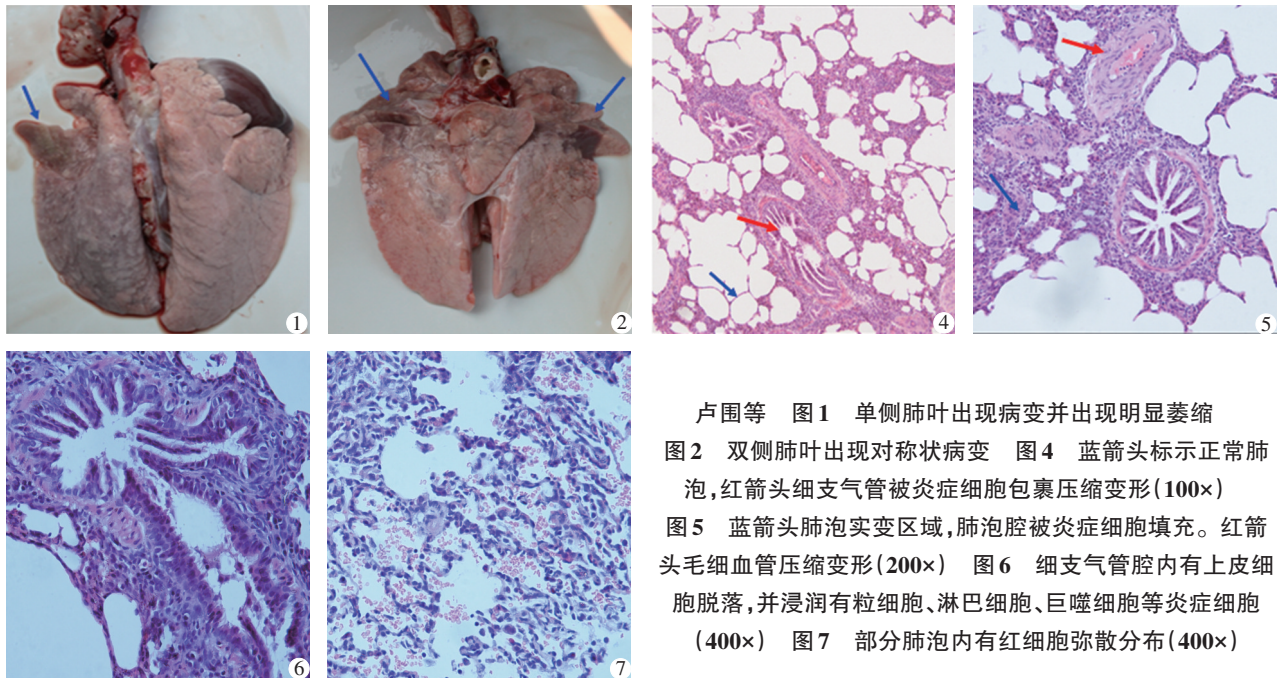 1
2
4
5
6
7
卢围等 图1 单侧肺叶出现病变并出现明显萎缩
图2 双侧肺叶出现对称状病变 图4 蓝箭头标示正常肺
泡,红箭头细支气管被炎症细胞包裹压缩变形(100×)
图5 蓝箭头肺泡实变区域,肺泡腔被炎症细胞填充。红箭
头毛细血管压缩变形(200×) 图6 细支气管腔内有上皮细
胞脱落,并浸润有粒细胞、淋巴细胞、巨噬细胞等炎症细胞
(400×) 图7 部分肺泡内有红细胞弥散分布(400×)